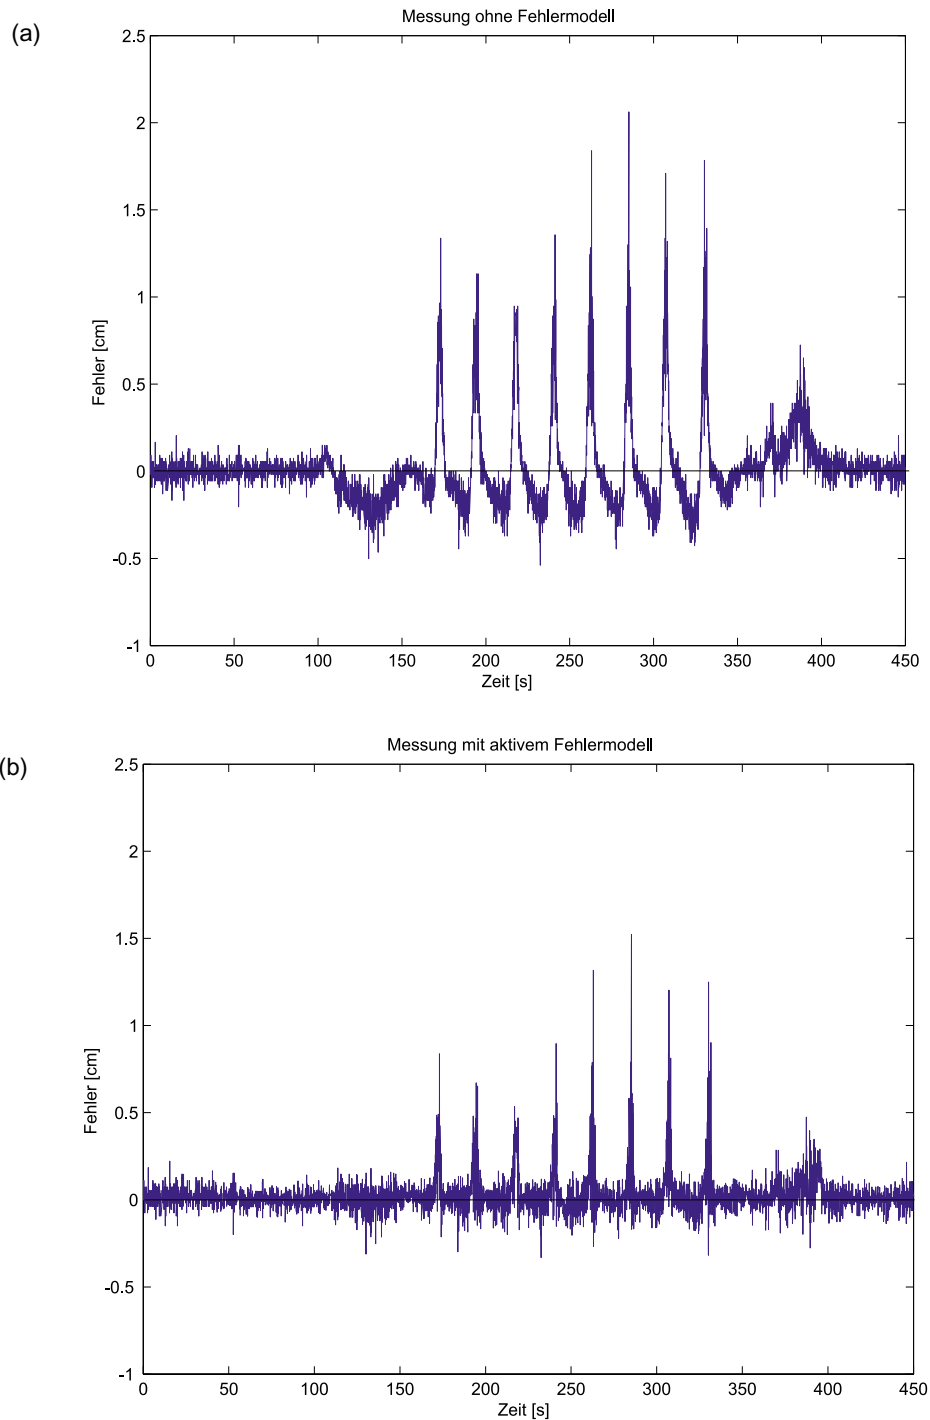 (a)
Messung ohne Fehlermodell
2.5
2
1.5
1
0.5
0
-0.5
-1
Fehler [cm]
0 50 100 150 200 250 300 350 400 450
Zeit [s]
(b)
Messung mit aktivem Fehlermodell
2.5
2
1.5
1
0.5
0
-0.5
-1
Fehler [cm]
0 50 100 150 200 250 300 350 400 450
Zeit [s]